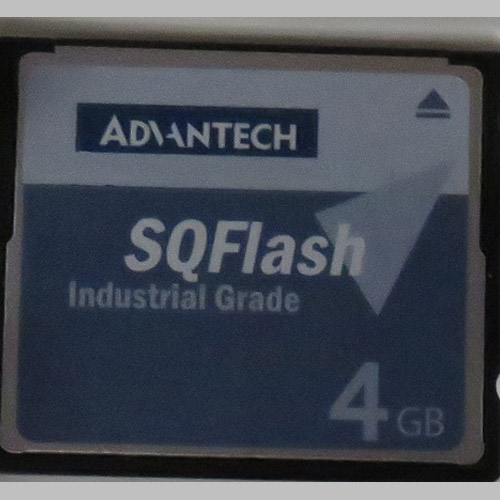 ADVANTECH
SQFlash
Industrial Grade
4 GB